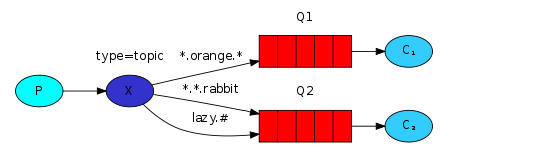 Q1
type=topic
*.orange.*
C₁
P
X
*.*.rabbit
Q2
lazy.#
C₂